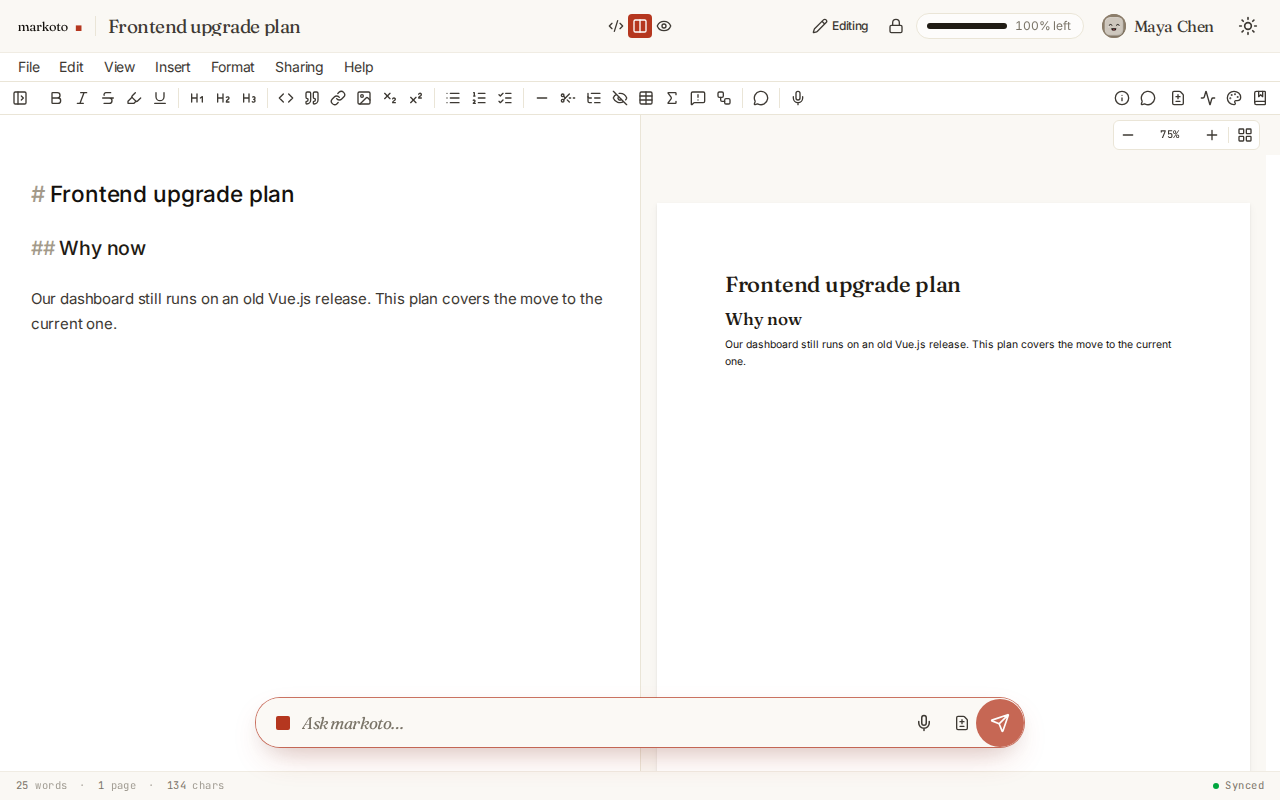 markoto
Frontend upgrade plan
Editing
100% left
Maya Chen
File Edit View Insert Format Sharing Help
H1 H2 H3
75%
# Frontend upgrade plan
## Why now
Our dashboard still runs on an old Vue.js release. This plan covers the move to the
current one.
Frontend upgrade plan
Why now
Our dashboard still runs on an old Vue.js release. This plan covers the move to the current
one.
Ask markoto...
25 words · 1 page · 134 chars
Synced